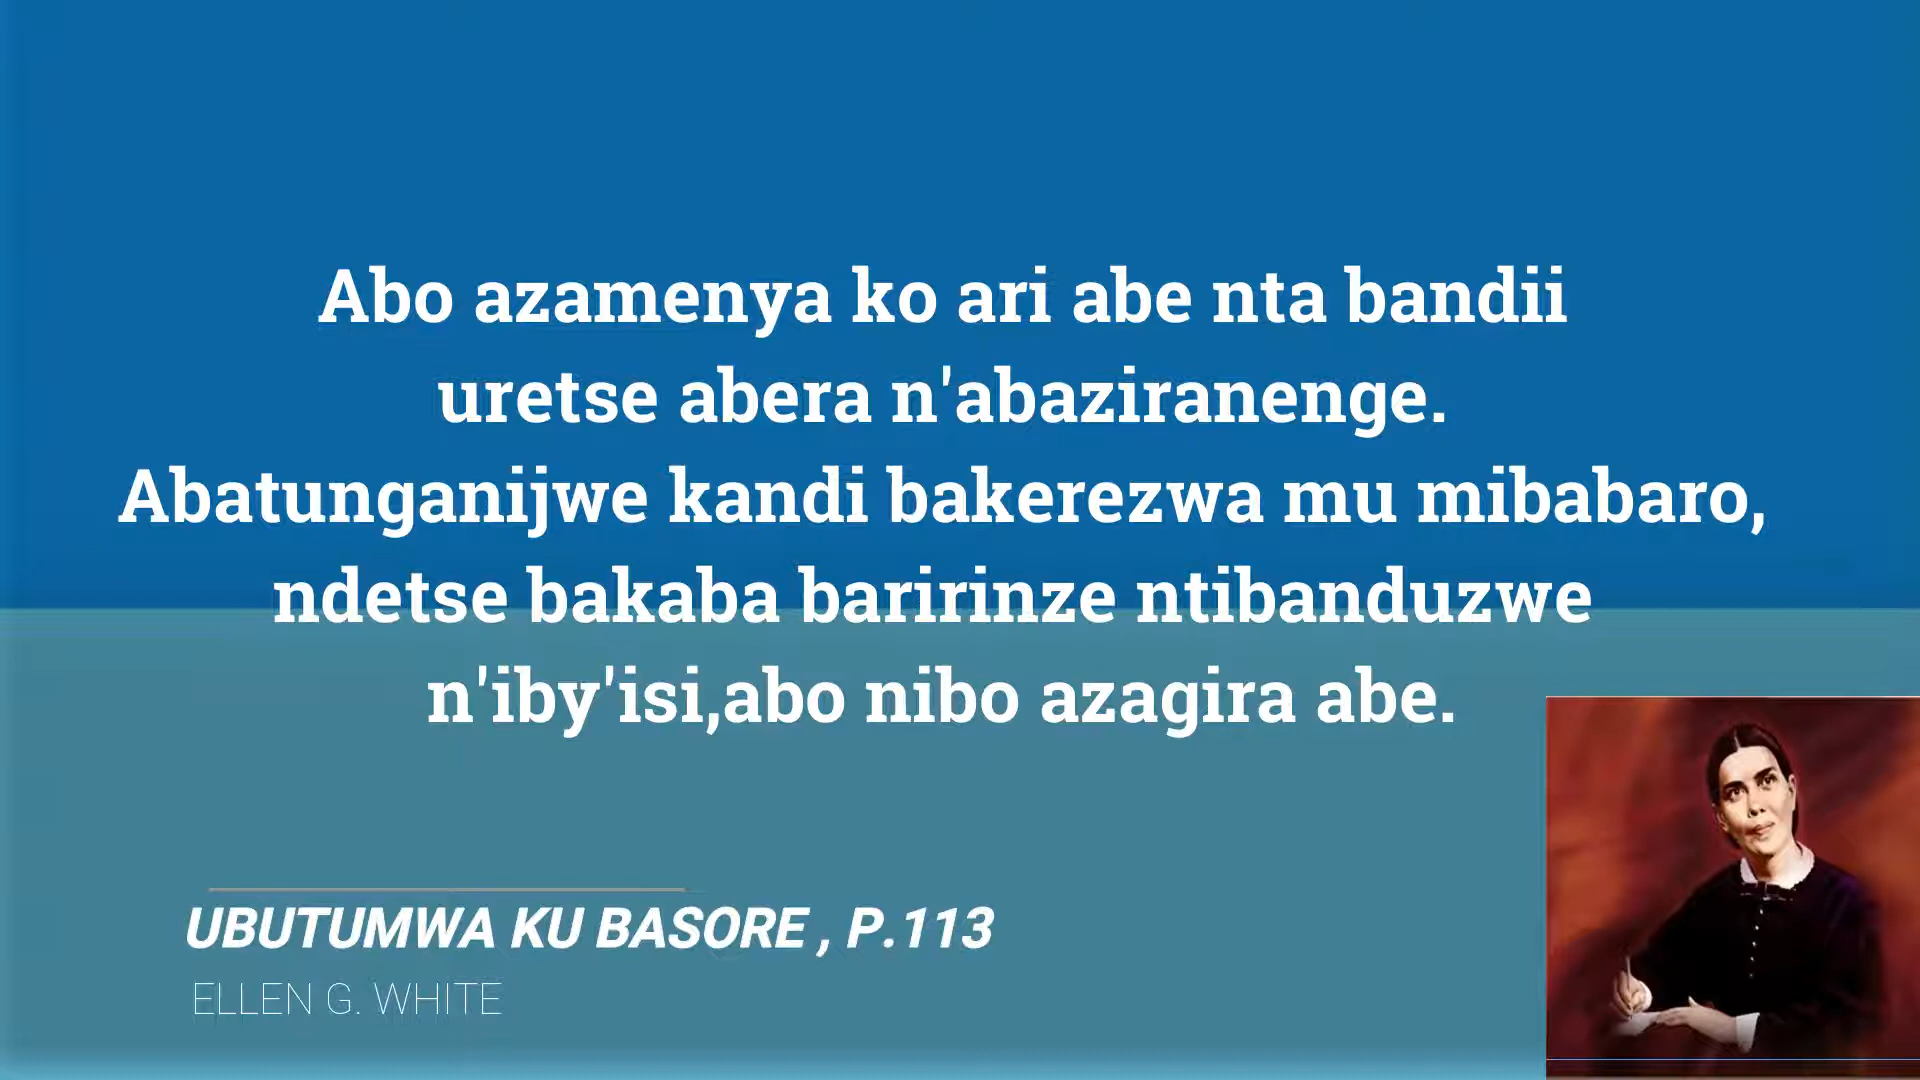 Abo azamenya ko ari abe nta bandii
uretse abera n'abaziranenge.
Abatunganijwe kandi bakerezwa mu mibabaro,
ndetse bakaba baririnze ntibanduzwe
n'iby'isi,abo nibo azagira abe.
UBUTUMWA KU BASORE , P.113
ELLEN G. WHITE